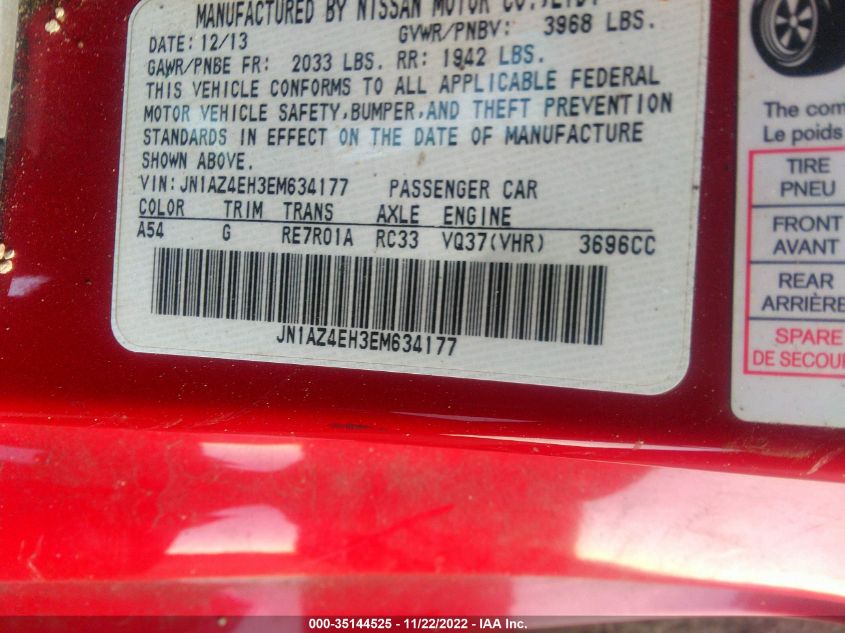 MANUFACTURED BY NISSAN MOTOR CO.,LTD.
DATE: 12/13 GVWR/PNBV: 3968 LBS.
GAWR/PNBE FR: 2033 LBS. RR: 1942 LBS.
THIS VEHICLE CONFORMS TO ALL APPLICABLE FEDERAL
MOTOR VEHICLE SAFETY,BUMPER,AND THEFT PREVENTION
STANDARDS IN EFFECT ON THE DATE OF MANUFACTURE
SHOWN ABOVE.
VIN:JN1AZ4EH3EM634177 PASSENGER CAR
COLOR TRIM TRANS AXLE ENGINE
A54 G RE7R01A RC33 VQ37(VHR) 3696CC
JN1AZ4EH3EM634177
The com
Le poids
TIRE
PNEU
FRONT
AVANT
REAR
ARRIÈRE
SPARE
DE SECOUR
000-35144525 - 11/22/2022 - IAA Inc.